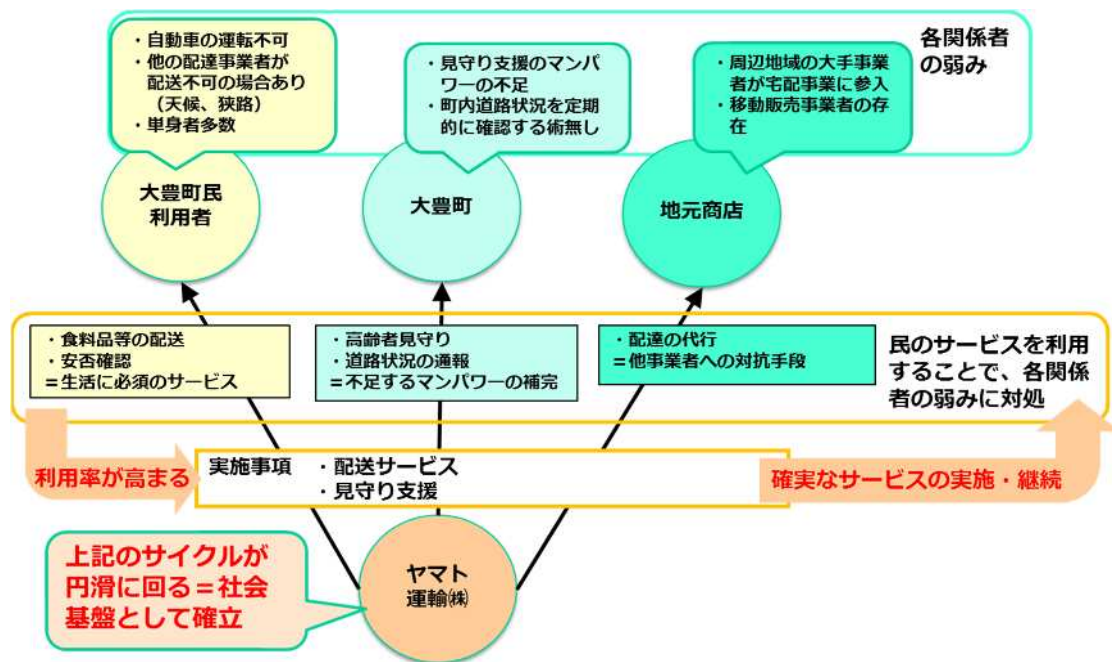 ・自動車の運転不可
・他の配達事業者が
配送不可の場合あり
（天候、狭路）
・単身者多数
・見守り支援のマンパ
ワーの不足
・町内道路状況を定期
的に確認する術無し
・周辺地域の大手事業
者が宅配事業に参入
・移動販売事業者の存
在
各関係者
の弱み
大豊町民
利用者
大豊町
地元商店
・食料品等の配送
・安否確認
＝生活に必須のサービス
・高齢者見守り
・道路状況の通報
＝不足するマンパワーの補完
・配達の代行
＝他事業者への対抗手段
民のサービスを利用
することで、各関係
者の弱みに対処
利用率が高まる
実施事項　・配送サービス
・見守り支援
確実なサービスの実施・継続
上記のサイクルが
円滑に回る＝社会
基盤として確立
ヤマト
運輸㈱